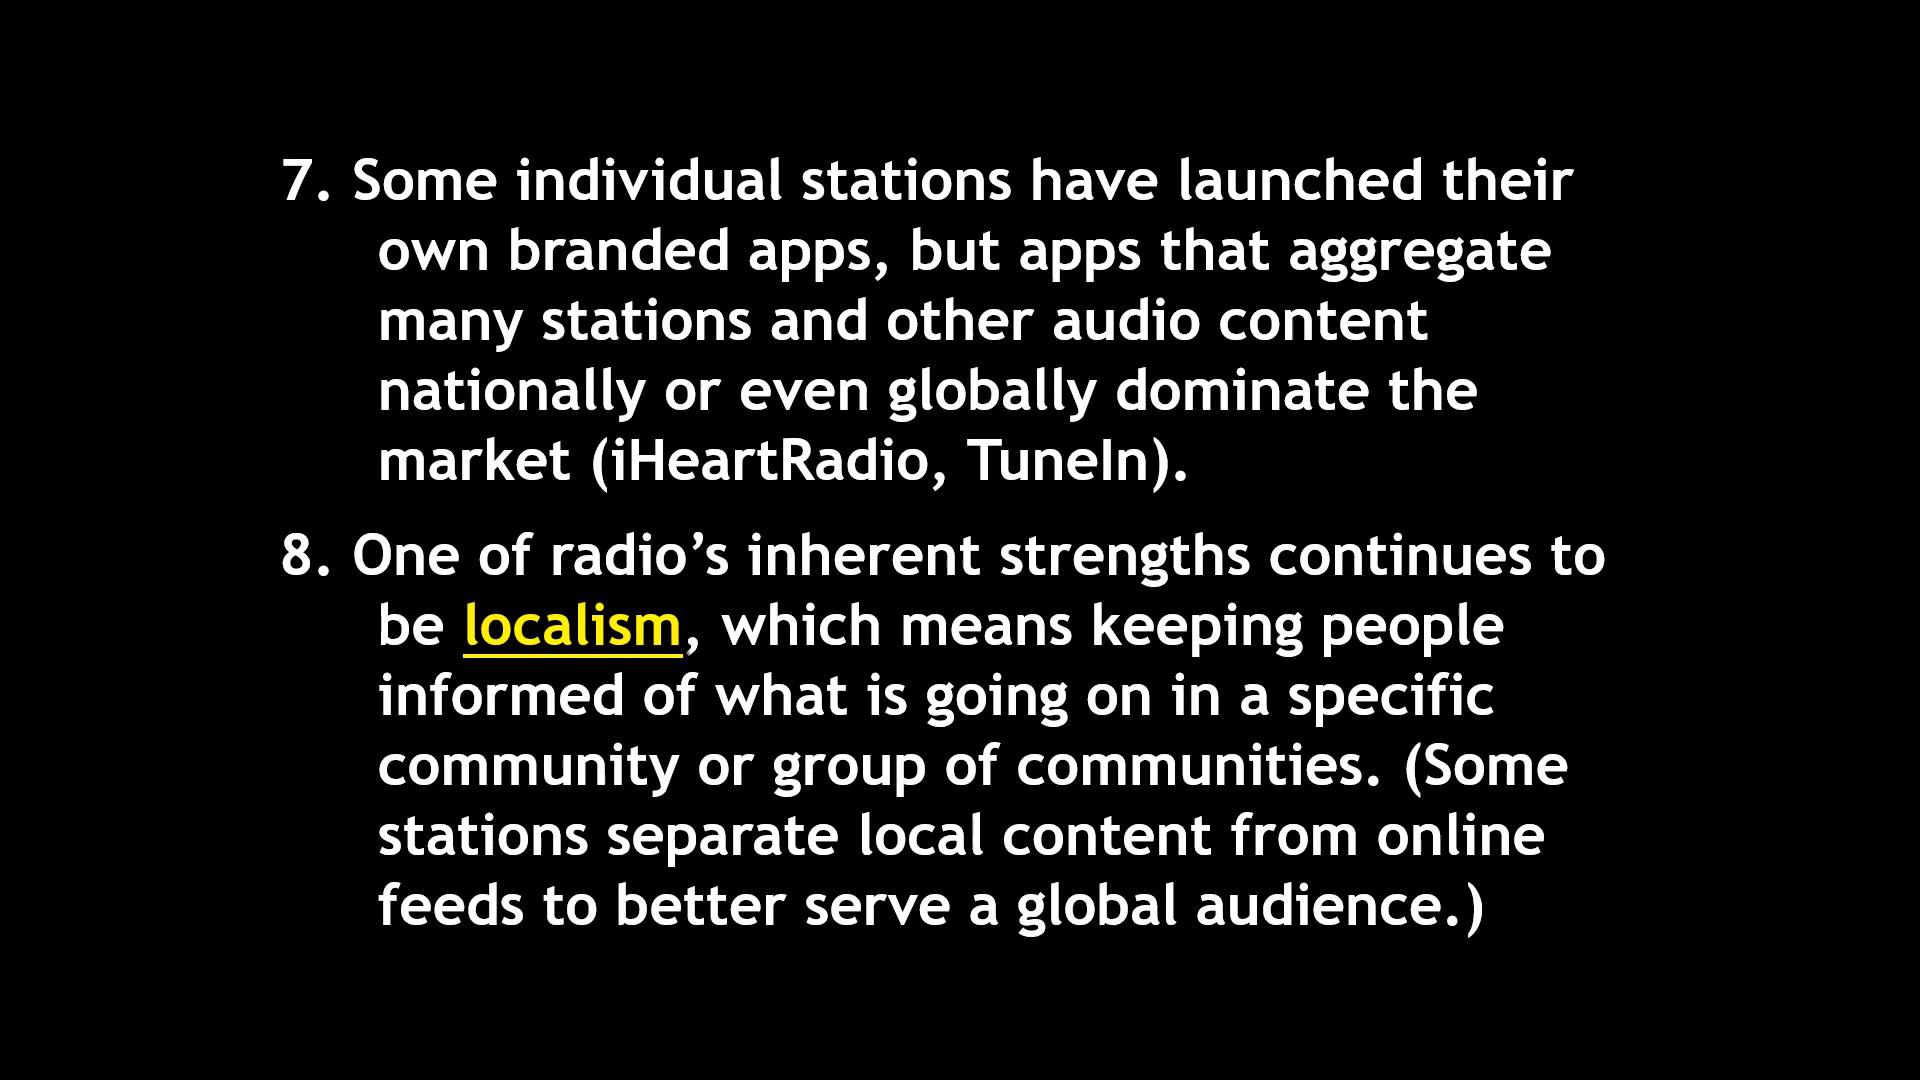 7. Some individual stations have launched their
own branded apps, but apps that aggregate
many stations and other audio content
nationally or even globally dominate the
market (iHeartRadio, TuneIn).
8. One of radio’s inherent strengths continues to
be localism, which means keeping people
informed of what is going on in a specific
community or group of communities. (Some
stations separate local content from online
feeds to better serve a global audience.)